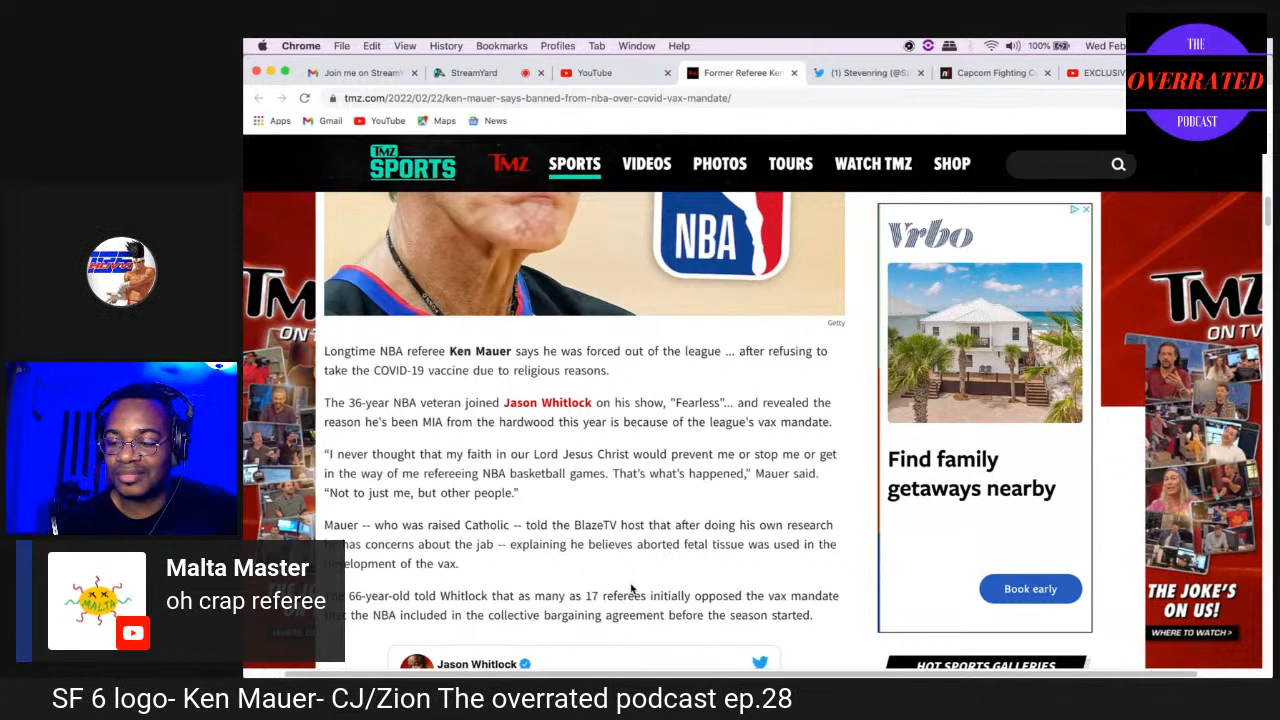 THE
OVERRATED
PODCAST
Chrome File Edit View History Bookmarks Profiles Tab Window Help
100%
Wed Feb
Join me on StreamY
StreamYard
YouTube
Former Referee Ken
(1) Stevenring (@Su
Capcom Fighting C
EXCLUSIV
tmz.com/2022/02/22/ken-mauer-says-banned-from-nba-over-covid-vax-mandate/
Apps Gmail YouTube Maps News
TMZ
SPORTS
TMZ
SPORTS VIDEOS PHOTOS TOURS WATCH TMZ SHOP
NBA
Getty
Longtime NBA referee Ken Mauer says he was forced out of the league ... after refusing to
take the COVID-19 vaccine due to religious reasons.
The 36-year NBA veteran joined Jason Whitlock on his show, "Fearless"... and revealed the
reason he's been MIA from the hardwood this year is because of the league's vax mandate.
“I never thought that my faith in our Lord Jesus Christ would prevent me or stop me or get
in the way of me refereeing NBA basketball games. That’s what’s happened,” Mauer said.
“Not to just me, but other people.”
Mauer -- who was raised Catholic -- told the BlazeTV host that after doing his own research
has concerns about the jab -- explaining he believes aborted fetal tissue was used in the
of the vax.
66-year-old told Whitlock that as many as 17 referees initially opposed the vax mandate
the NBA included in the collective bargaining agreement before the season started.
Jason Whitlock
Vrbo
Find family
getaways nearby
Book early
HOT SPORTS GALLERIES
TM
ON T
TMZ
ON TV
THE JOKE'S
ON US!
WHERE TO WATCH >
MALTA
Malta Master
oh crap referee
SF 6 logo- Ken Mauer- CJ/Zion The overrated podcast ep.28